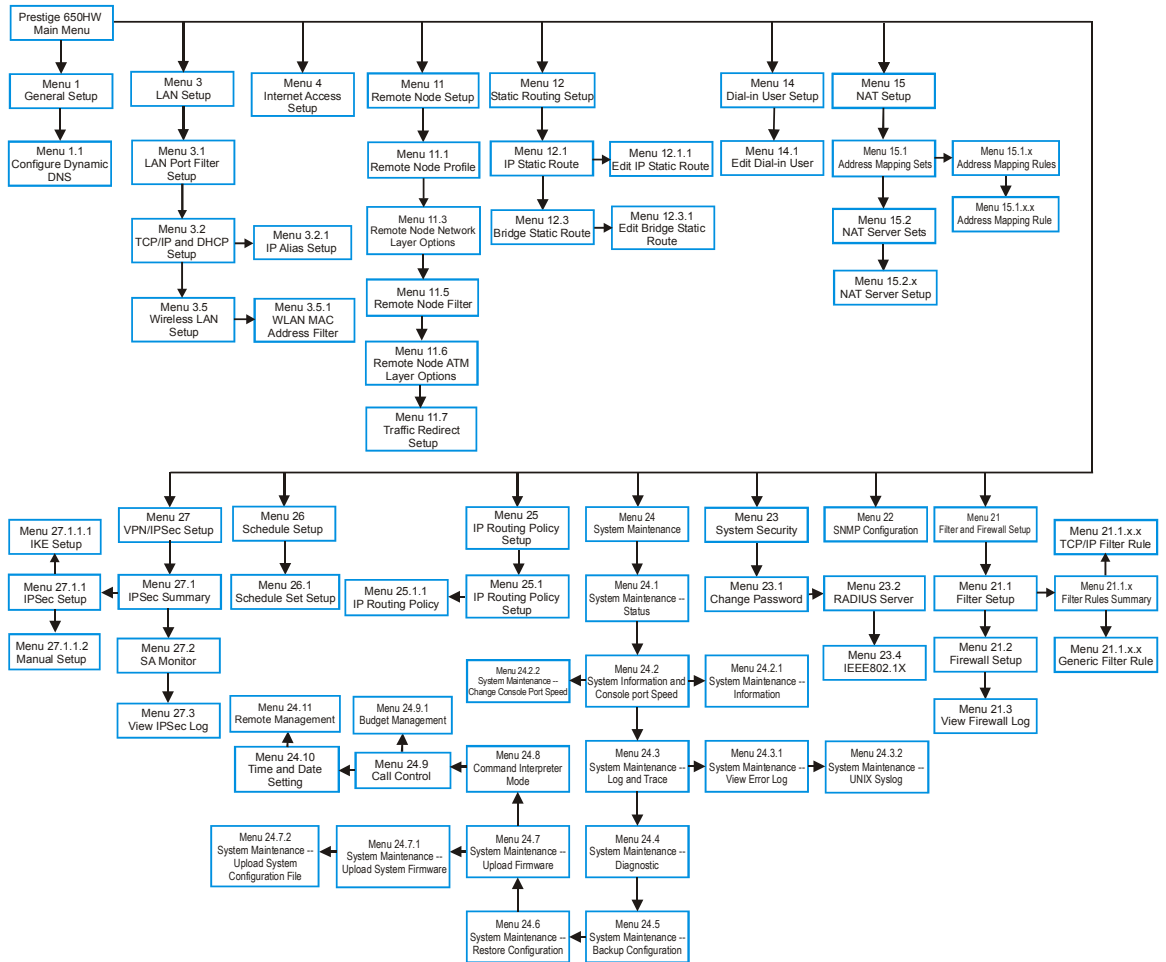 Prestige 650HW
Main Menu
Menu 1
General Setup
Menu 1.1
Configure Dynamic
DNS
Menu 3
LAN Setup
Menu 3.1
LAN Port Filter
Setup
Menu 3.2
TCP/IP and DHCP
Setup
Menu 3.2.1
IP Alias Setup
Menu 3.5
Wireless LAN
Setup
Menu 3.5.1
WLAN MAC
Address Filter
Menu 4
Internet Access
Setup
Menu 11
Remote Node Setup
Menu 11.1
Remote Node Profile
Menu 11.3
Remote Node Network
Layer Options
Menu 11.5
Remote Node Filter
Menu 11.6
Remote Node ATM
Layer Options
Menu 11.7
Traffic Redirect
Setup
Menu 12
Static Routing Setup
Menu 12.1
IP Static Route
Menu 12.1.1
Edit IP Static Route
Menu 12.3
Bridge Static Route
Menu 12.3.1
Edit Bridge Static
Route
Menu 14
Dial-in User Setup
Menu 14.1
Edit Dial-in User
Menu 15
NAT Setup
Menu 15.1
Address Mapping Sets
Menu 15.1.x
Address Mapping Rules
Menu 15.1.x.x
Address Mapping Rule
Menu 15.2
NAT Server Sets
Menu 15.2.x
NAT Server Setup
Menu 27
VPN/IPSec Setup
Menu 27.1.1.1
IKE Setup
Menu 27.1.1
IPSec Setup
Menu 27.1
IPSec Summary
Menu 27.1.1.2
Manual Setup
Menu 27.2
SA Monitor
Menu 27.3
View IPSec Log
Menu 26
Schedule Setup
Menu 26.1
Schedule Set Setup
Menu 25
IP Routing Policy
Setup
Menu 25.1.1
IP Routing Policy
Menu 25.1
IP Routing Policy
Setup
Menu 24
System Maintenance
Menu 24.1
System Maintenance --
Status
Menu 24.2.2
System Maintenance --
Change Console Port Speed
Menu 24.2
System Information and
Console port Speed
Menu 24.2.1
System Maintenance --
Information
Menu 24.11
Remote Management
Menu 24.9.1
Budget Management
Menu 24.10
Time and Date
Setting
Menu 24.9
Call Control
Menu 24.8
Command Interpreter
Mode
Menu 24.3
System Maintenance --
Log and Trace
Menu 24.3.1
System Maintenance --
View Error Log
Menu 24.3.2
System Maintenance --
UNIX Syslog
Menu 24.7.2
System Maintenance --
Upload System
Configuration File
Menu 24.7.1
System Maintenance --
Upload System Firmware
Menu 24.7
System Maintenance --
Upload Firmware
Menu 24.4
System Maintenance --
Diagnostic
Menu 24.6
System Maintenance --
Restore Configuration
Menu 24.5
System Maintenance --
Backup Configuration
Menu 23
System Security
Menu 23.1
Change Password
Menu 23.2
RADIUS Server
Menu 23.4
IEEE802.1X
Menu 22
SNMP Configuration
Menu 21
Filter and Firewall Setup
Menu 21.1
Filter Setup
Menu 21.1.x.x
TCP/IP Filter Rule
Menu 21.1.x
Filter Rules Summary
Menu 21.1.x.x
Generic Filter Rule
Menu 21.2
Firewall Setup
Menu 21.3
View Firewall Log